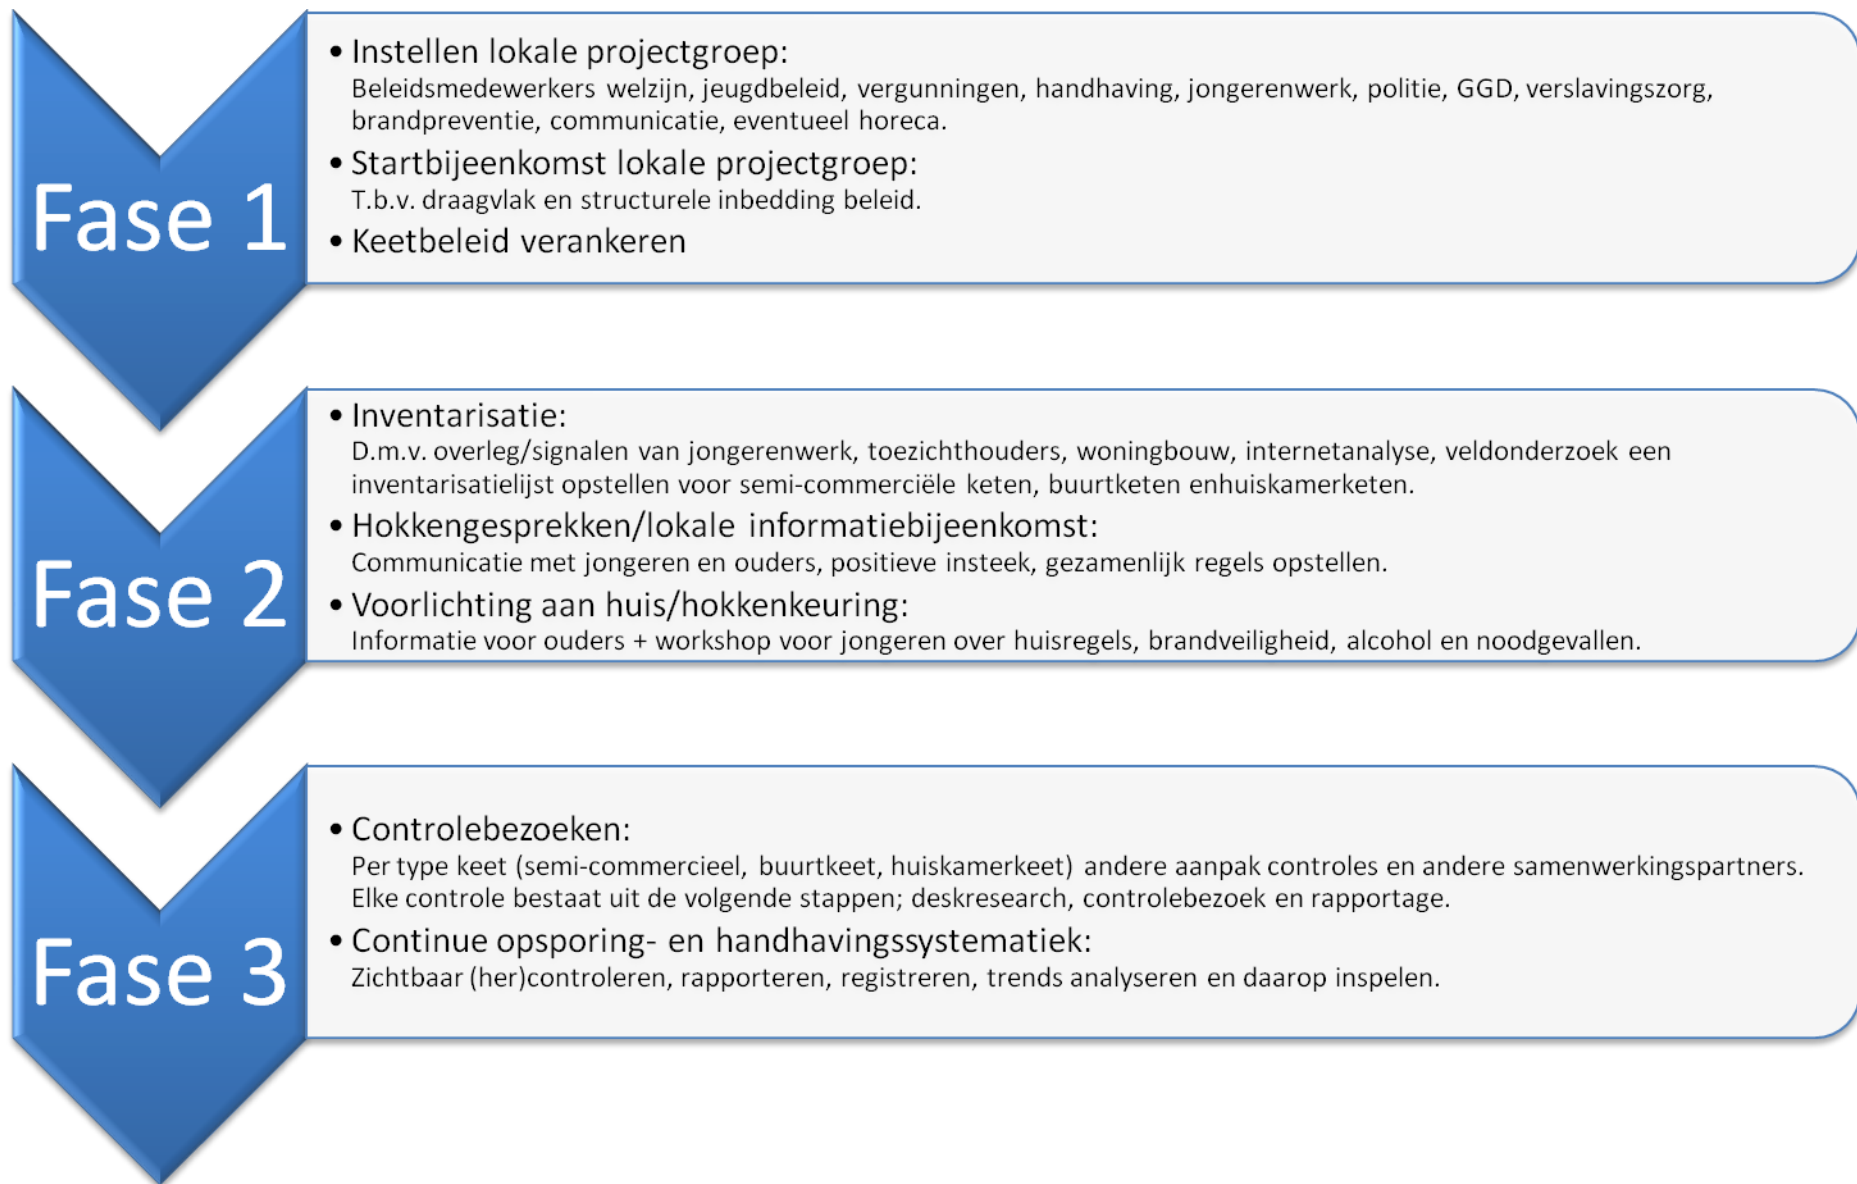 Fase 1
• Instellen lokale projectgroep:
Beleidsmedewerkers welzijn, jeugdbeleid, vergunningen, handhaving, jongerenwerk, politie, GGD, verslavingszorg,
brandpreventie, communicatie, eventueel horeca.
• Startbijeenkomst lokale projectgroep:
T.b.v. draagvlak en structurele inbedding beleid.
• Keetbeleid verankeren
Fase 2
• Inventarisatie:
D.m.v. overleg/signalen van jongerenwerk, toezichthouders, woningbouw, internetanalyse, veldonderzoek een
inventarisatielijst opstellen voor semi-commerciële keten, buurtketen enhuiskamerketen.
• Hokkengesprekken/lokale informatiebijeenkomst:
Communicatie met jongeren en ouders, positieve insteek, gezamenlijk regels opstellen.
• Voorlichting aan huis/hokkenkeuring:
Informatie voor ouders + workshop voor jongeren over huisregels, brandveiligheid, alcohol en noodgevallen.
Fase 3
• Controlebezoeken:
Per type keet (semi-commercieel, buurtkeet, huiskamerkeet) andere aanpak controles en andere samenwerkingspartners.
Elke controle bestaat uit de volgende stappen; deskresearch, controlebezoek en rapportage.
• Continue opsporing- en handhavingssystematiek:
Zichtbaar (her)controleren, rapporteren, registreren, trends analyseren en daarop inspelen.